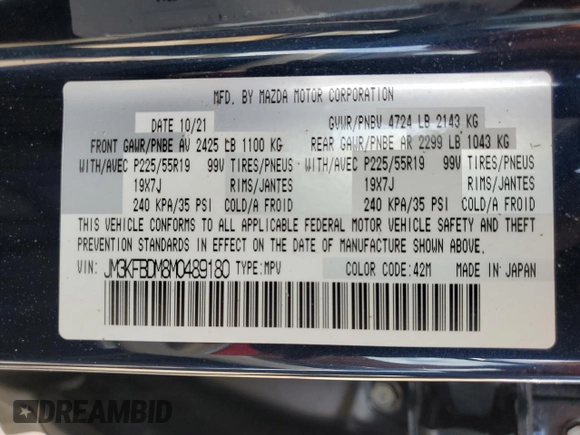 MFD. BY MAZDA MOTOR CORPORATION
DATE 10/21 GVWR/PNBV 4724 LB 2143 KG
FRONT GAWR/PNBE AV 2425 LB 1100 KG REAR GAWR/PNBE AR 2299 LB 1043 KG
WITH/AVEC P225/55R19 99V TIRES/PNEUS WITH/AVEC P225/55R19 99V TIRES/PNEUS
19X7J RIMS/JANTES 19X7J RIMS/JANTES
240 KPA/35 PSI COLD/A FROID 240 KPA/35 PSI COLD/A FROID
THIS VEHICLE CONFORMS TO ALL APPLICABLE FEDERAL MOTOR VEHICLE SAFETY AND THEFT
PREVENTION STANDARDS IN EFFECT ON THE DATE OF MANUFACTURE SHOWN ABOVE.
VIN: JM3KFBDM8M0489180 TYPE: MPV COLOR CODE: 42M MADE IN JAPAN
DREAMBID